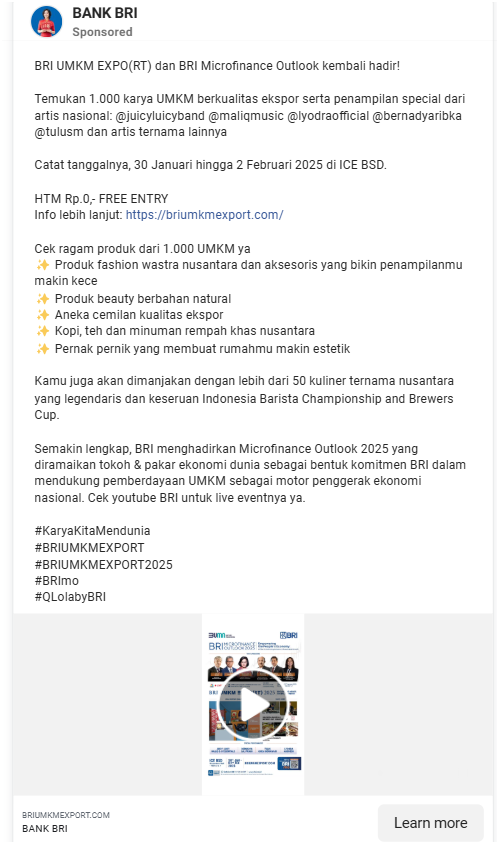 BANK BRI
Sponsored
BRI UMKM EXPO(RT) dan BRI Microfinance Outlook kembali hadir!
Temukan 1.000 karya UMKM berkualitas ekspor serta penampilan special dari
artis nasional: @juicyluicyband @maliqmusic @lyodraofficial @bernadyaribka
@tulusm dan artis ternama lainnya
Catat tanggalnya, 30 Januari hingga 2 Februari 2025 di ICE BSD.
HTM Rp.0,- FREE ENTRY
Info lebih lanjut: https://briumkmexport.com/
Cek ragam produk dari 1.000 UMKM ya
✨ Produk fashion wastra nusantara dan aksesoris yang bikin penampilanmu
makin kece
✨ Produk beauty berbahan natural
✨ Aneka cemilan kualitas ekspor
✨ Kopi, teh dan minuman rempah khas nusantara
✨ Pernak pernik yang membuat rumahmu makin estetik
Kamu juga akan dimanjakan dengan lebih dari 50 kuliner ternama nusantara
yang legendaris dan keseruan Indonesia Barista Championship and Brewers
Cup.
Semakin lengkap, BRI menghadirkan Microfinance Outlook 2025 yang
diramaikan tokoh & pakar ekonomi dunia sebagai bentuk komitmen BRI dalam
mendukung pemberdayaan UMKM sebagai motor penggerak ekonomi
nasional. Cek youtube BRI untuk live eventnya ya.
#KaryaKitaMendunia
#BRIUMKMEXPORT
#BRIUMKMEXPORT2025
#BRImo
#QLolabyBRI
BRI
BRI MICROFINANCE
OUTLOOK 2025
BRIUMKMEXPORT.COM
BANK BRI
Learn more